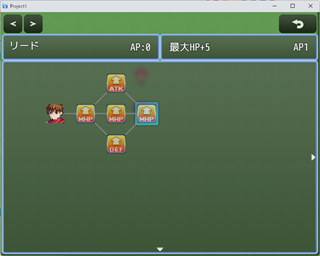 Project1
< >
リード AP:0 最大HP+5 AP1
ATK
MHP MHP MHP
DEF